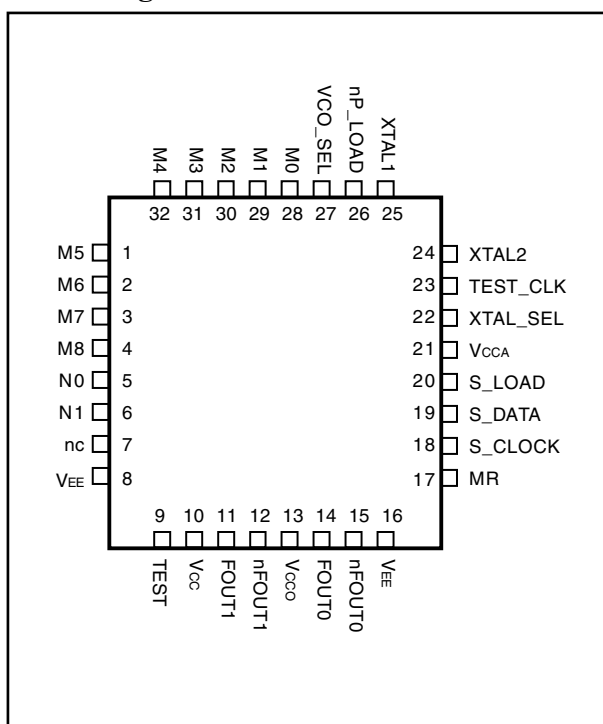 M4 M3 M2 M1 M0 VCO_SEL nP_LOAD XTAL1
32 31 30 29 28 27 26 25
M5 1
M6 2
M7 3
M8 4
N0 5
N1 6
nc 7
VEE 8
24 XTAL2
23 TEST_CLK
22 XTAL_SEL
21 VCCA
20 S_LOAD
19 S_DATA
18 S_CLOCK
17 MR
9 10 11 12 13 14 15 16
TEST VCC FOUT1 nFOUT1 VCCO FOUT0 nFOUT0 VEE